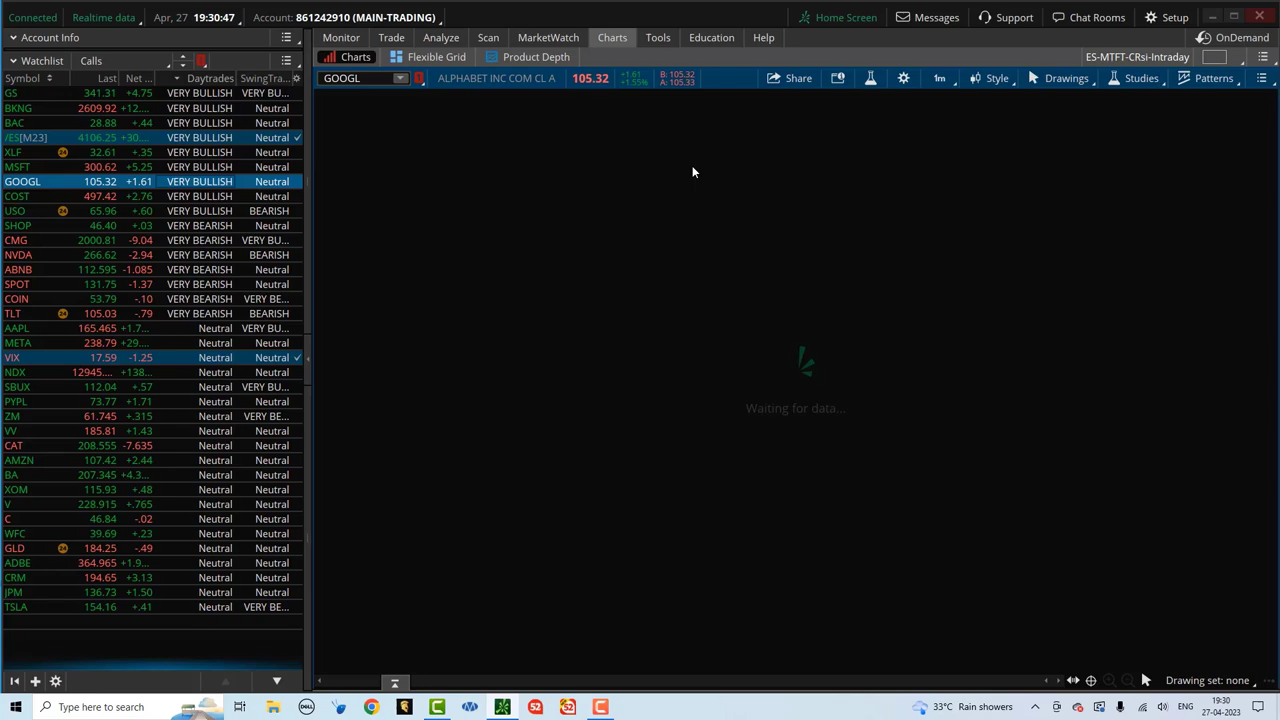 Connected Realtime data Apr, 27 19:30:47 Account: 861242910 (MAIN-TRADING) Home Screen Messages Support Chat Rooms Setup
Account Info Monitor Trade Analyze Scan MarketWatch Charts Tools Education Help OnDemand
Watchlist Calls Charts Flexible Grid Product Depth ES-MTFT-CRsi-Intraday
Symbol Last Net ... Daytrades SwingTra... GOOGL ALPHABET INC COM CL A 105.32 +1.61 +1.55% B: 105.32 A: 105.33 Share 1m Style Drawings Studies Patterns
GS 341.31 +4.75 VERY BULLISH VERY BU...
BKNG 2609.92 +12.... VERY BULLISH Neutral
BAC 28.88 +.44 VERY BULLISH Neutral
/ES[M23] 4106.25 +30.... VERY BULLISH Neutral
XLF 24 32.61 +.35 VERY BULLISH Neutral
MSFT 300.62 +5.25 VERY BULLISH Neutral
GOOGL 105.32 +1.61 VERY BULLISH Neutral
COST 497.42 +2.76 VERY BULLISH Neutral
USO 24 65.96 +.60 VERY BULLISH BEARISH
SHOP 46.40 +.03 VERY BEARISH Neutral
CMG 2000.81 -9.04 VERY BEARISH VERY BU...
NVDA 266.62 -2.94 VERY BEARISH BEARISH
ABNB 112.595 -1.085 VERY BEARISH Neutral
SPOT 131.75 -1.37 VERY BEARISH Neutral
COIN 53.79 -.10 VERY BEARISH VERY BE...
TLT 24 105.03 -.79 VERY BEARISH BEARISH
AAPL 165.465 +1.7... Neutral VERY BU...
META 238.79 +29.... Neutral Neutral
VIX 17.59 -1.25 Neutral Neutral
NDX 12945.... +138... Neutral Neutral
SBUX 112.04 +.57 Neutral VERY BU...
PYPL 73.77 +1.71 Neutral Neutral
ZM 61.745 +.315 Neutral VERY BE...
VV 185.81 +1.43 Neutral Neutral
CAT 208.555 -7.635 Neutral Neutral
AMZN 107.42 +2.44 Neutral Neutral
BA 207.345 +4.3... Neutral Neutral
XOM 115.93 +.48 Neutral Neutral
V 228.915 +.765 Neutral Neutral
C 46.84 -.02 Neutral Neutral
WFC 39.69 +.23 Neutral Neutral
GLD 24 184.25 -.49 Neutral Neutral
ADBE 364.965 +1.9... Neutral Neutral
CRM 194.65 +3.13 Neutral Neutral
JPM 136.73 +1.50 Neutral Neutral
TSLA 154.16 +.41 Neutral VERY BE...
Waiting for data...
Drawing set: none
Type here to search DELL 52 52 33°C Rain showers ENG 19:30
27-04-2023